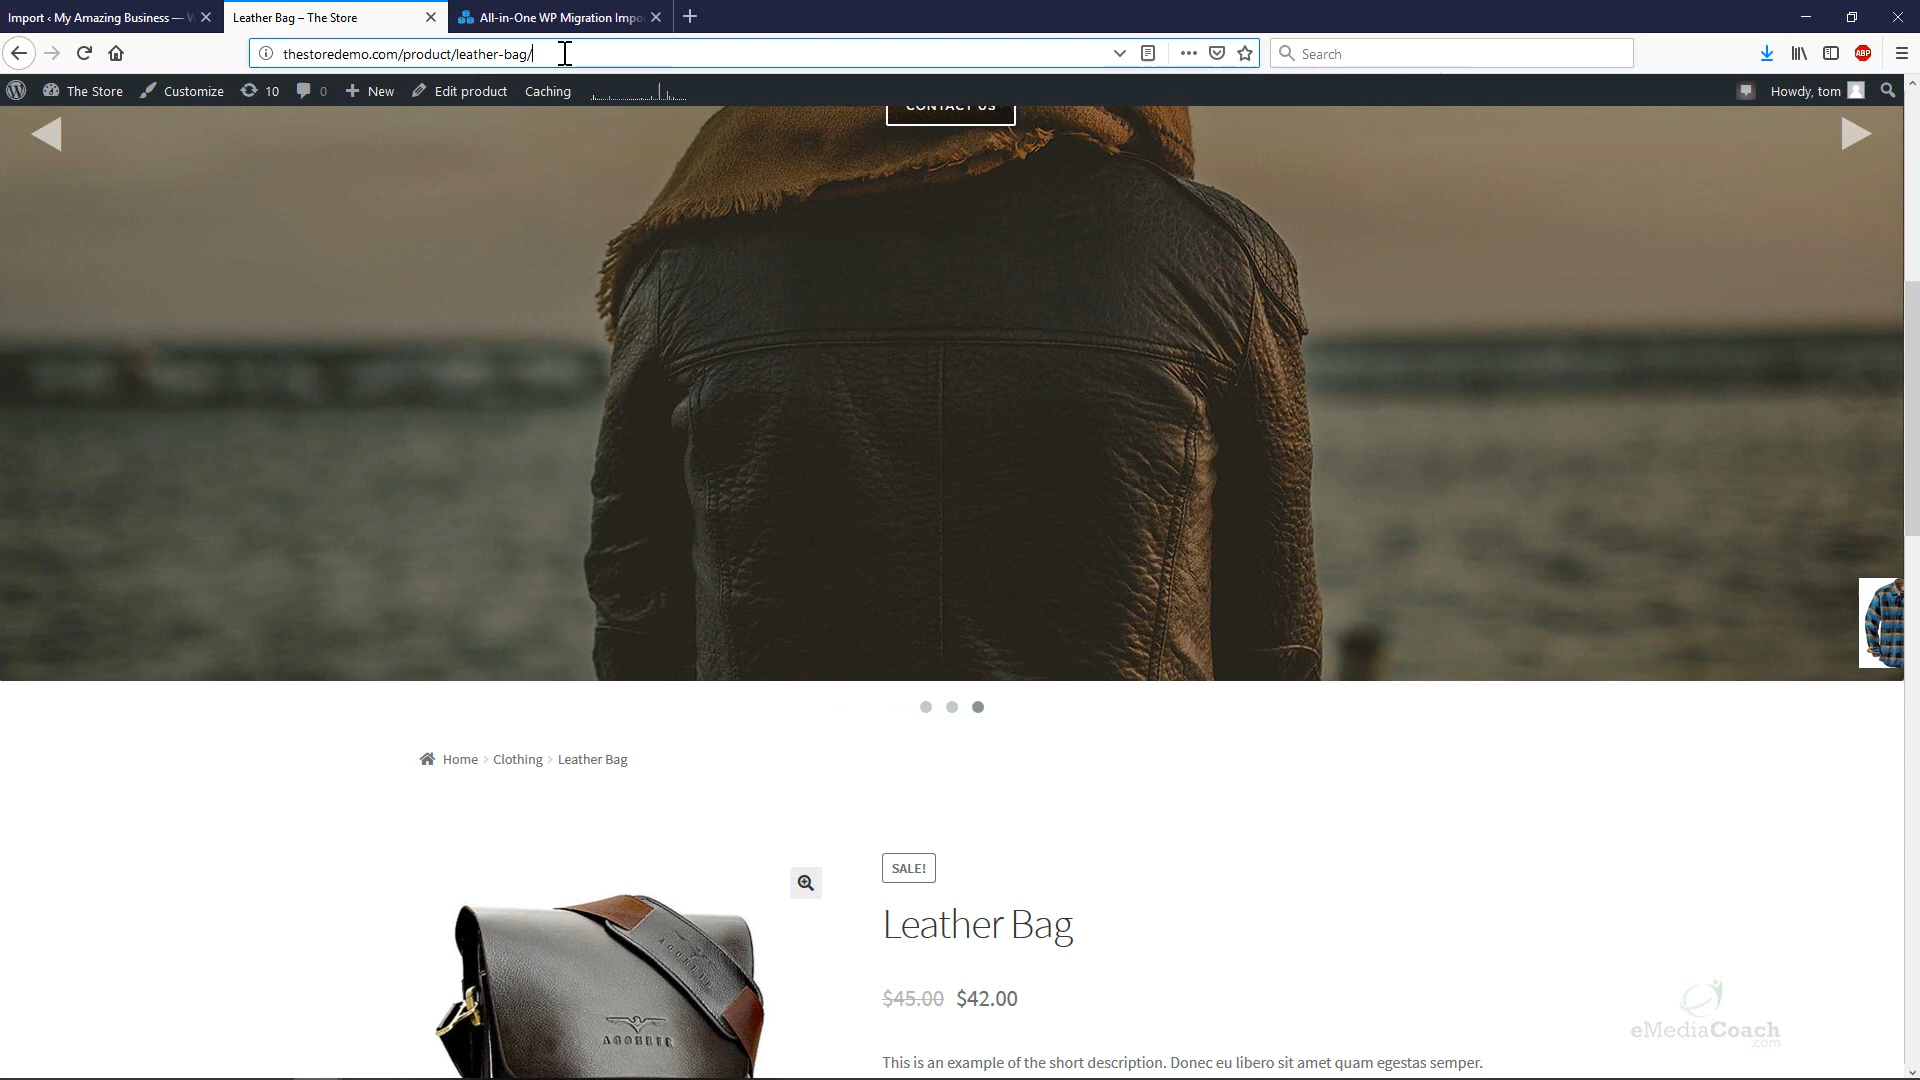 Import ‹ My Amazing Business —
Leather Bag – The Store
All-in-One WP Migration Impo
thestoredemo.com/product/leather-bag/
Search
ABP
The Store
Customize
10
0
New
Edit product
Caching
Howdy, tom
CONTACT US
Home › Clothing › Leather Bag
SALE!
Leather Bag
$45.00 $42.00
This is an example of the short description. Donec eu libero sit amet quam egestas semper.
eMediaCoach
.com